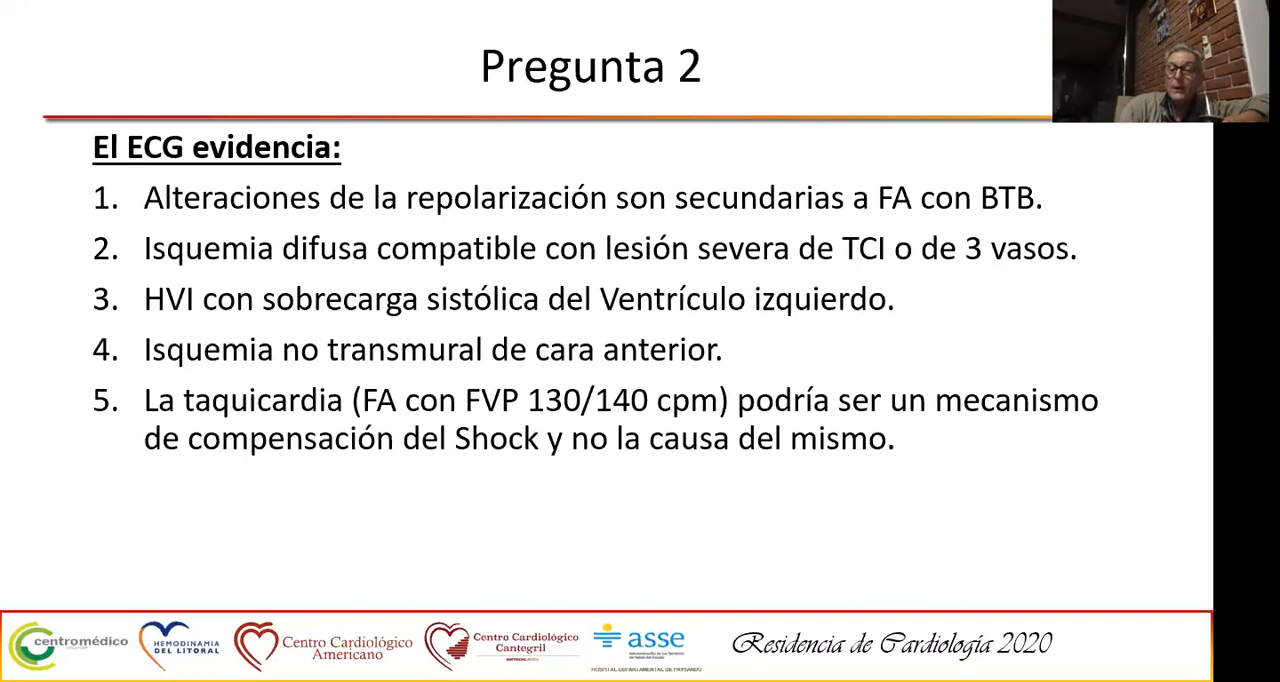 Pregunta 2
El ECG evidencia:
1. Alteraciones de la repolarización son secundarias a FA con BTB.
2. Isquemia difusa compatible con lesión severa de TCI o de 3 vasos.
3. HVI con sobrecarga sistólica del Ventrículo izquierdo.
4. Isquemia no transmural de cara anterior.
5. La taquicardia (FA con FVP 130/140 cpm) podría ser un mecanismo
de compensación del Shock y no la causa del mismo.
centromédico
HEMODINAMIA
DEL LITORAL
Centro Cardiológico
Americano
Centro Cardiológico
Cantegril
asse
HOSPITAL DEPARTAMENTAL DE PAYSANDÚ
Residencia de Cardiología 2020